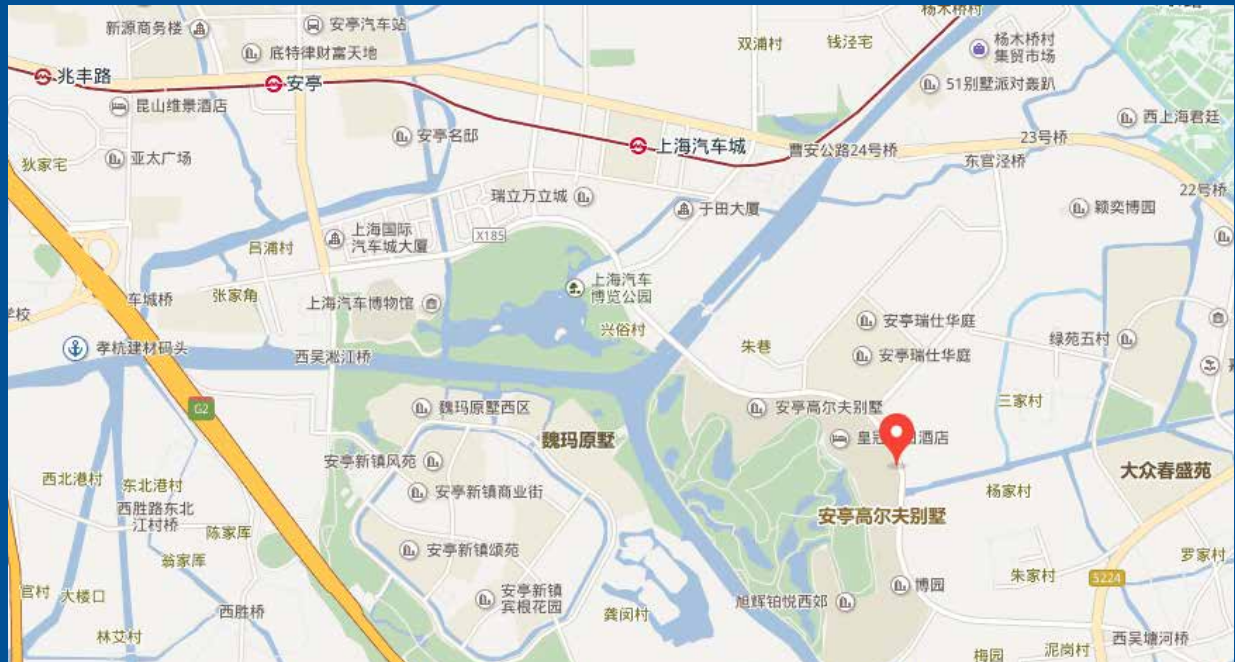 新源商务楼
安亭汽车站
杨木桥村
底特律财富天地
双浦村
钱泾宅
杨木桥村
集贸市场
兆丰路
安亭
51别墅派对轰趴
昆山维景酒店
安亭名邸
西上海君廷
狄家宅
亚太广场
上海汽车城
曹安公路24号桥
23号桥
东官泾桥
22号桥
瑞立万立城
于田大厦
颖奕博园
上海国际
汽车城大厦
X185
吕浦村
上海汽车
博览公园
车城桥
张家角
上海汽车博物馆
学校
兴俗村
安亭瑞仕华庭
孝杭建材码头
西吴淞江桥
朱巷
安亭瑞仕华庭
绿苑五村
G2
魏玛原墅西区
安亭高尔夫别墅
三家村
魏玛原墅
皇冠
酒店
安亭新镇风苑
大众春盛苑
西北港村
东北港村
安亭新镇商业街
杨家村
西胜路东北
江村桥
安亭高尔夫别墅
陈家厍
翁家厍
安亭新镇颂苑
罗家村
朱家村
S224
官村
大楼口
安亭新镇
宾根花园
博园
西胜桥
龚闵村
旭辉铂悦西郊
林艾村
西吴塘河桥
梅园
泥岗村